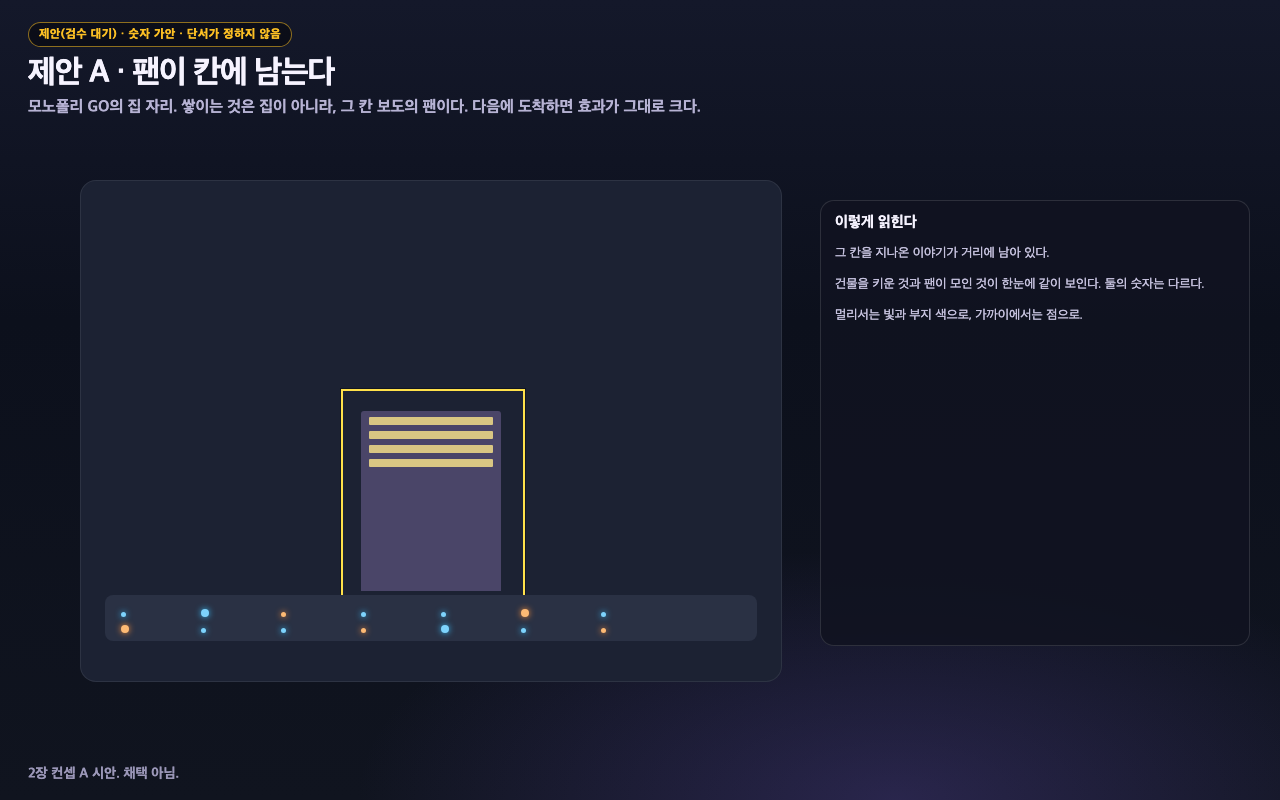 제안(검수 대기) · 숫자 가안 · 단서가 정하지 않음
제안 A · 팬이 칸에 남는다
모노폴리 GO의 집 자리. 쌓이는 것은 집이 아니라, 그 칸 보도의 팬이다. 다음에 도착하면 효과가 그대로 크다.
이렇게 읽힌다
그 칸을 지나온 이야기가 거리에 남아 있다.
건물을 키운 것과 팬이 모인 것이 한눈에 같이 보인다. 둘의 숫자는 다르다.
멀리서는 빛과 부지 색으로, 가까이에서는 점으로.
2장 컨셉 A 시안. 채택 아님.